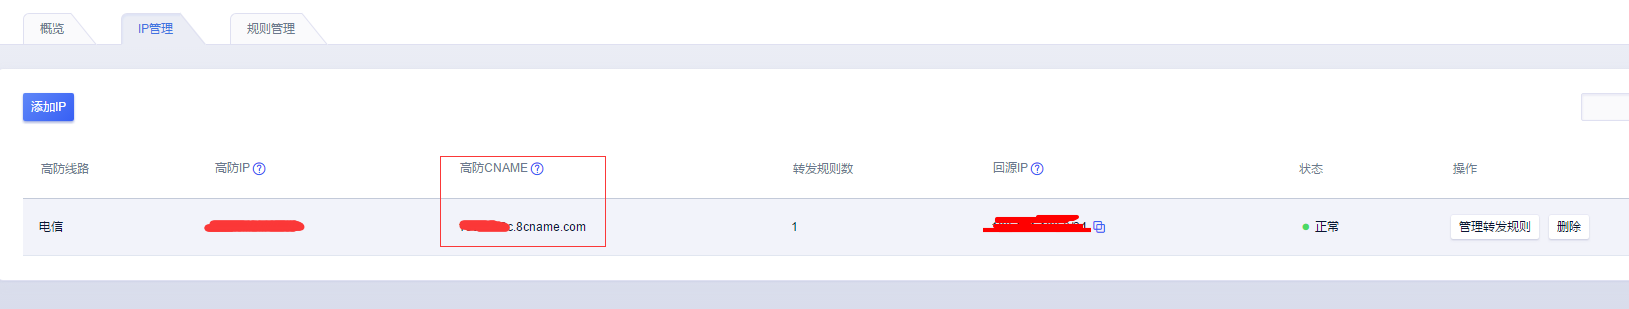 概览 IP管理 规则管理
添加IP
高防线路 高防IP 高防CNAME 转发规则数 回源IP 状态 操作
电信 c.8cname.com 1 正常 管理转发规则 删除